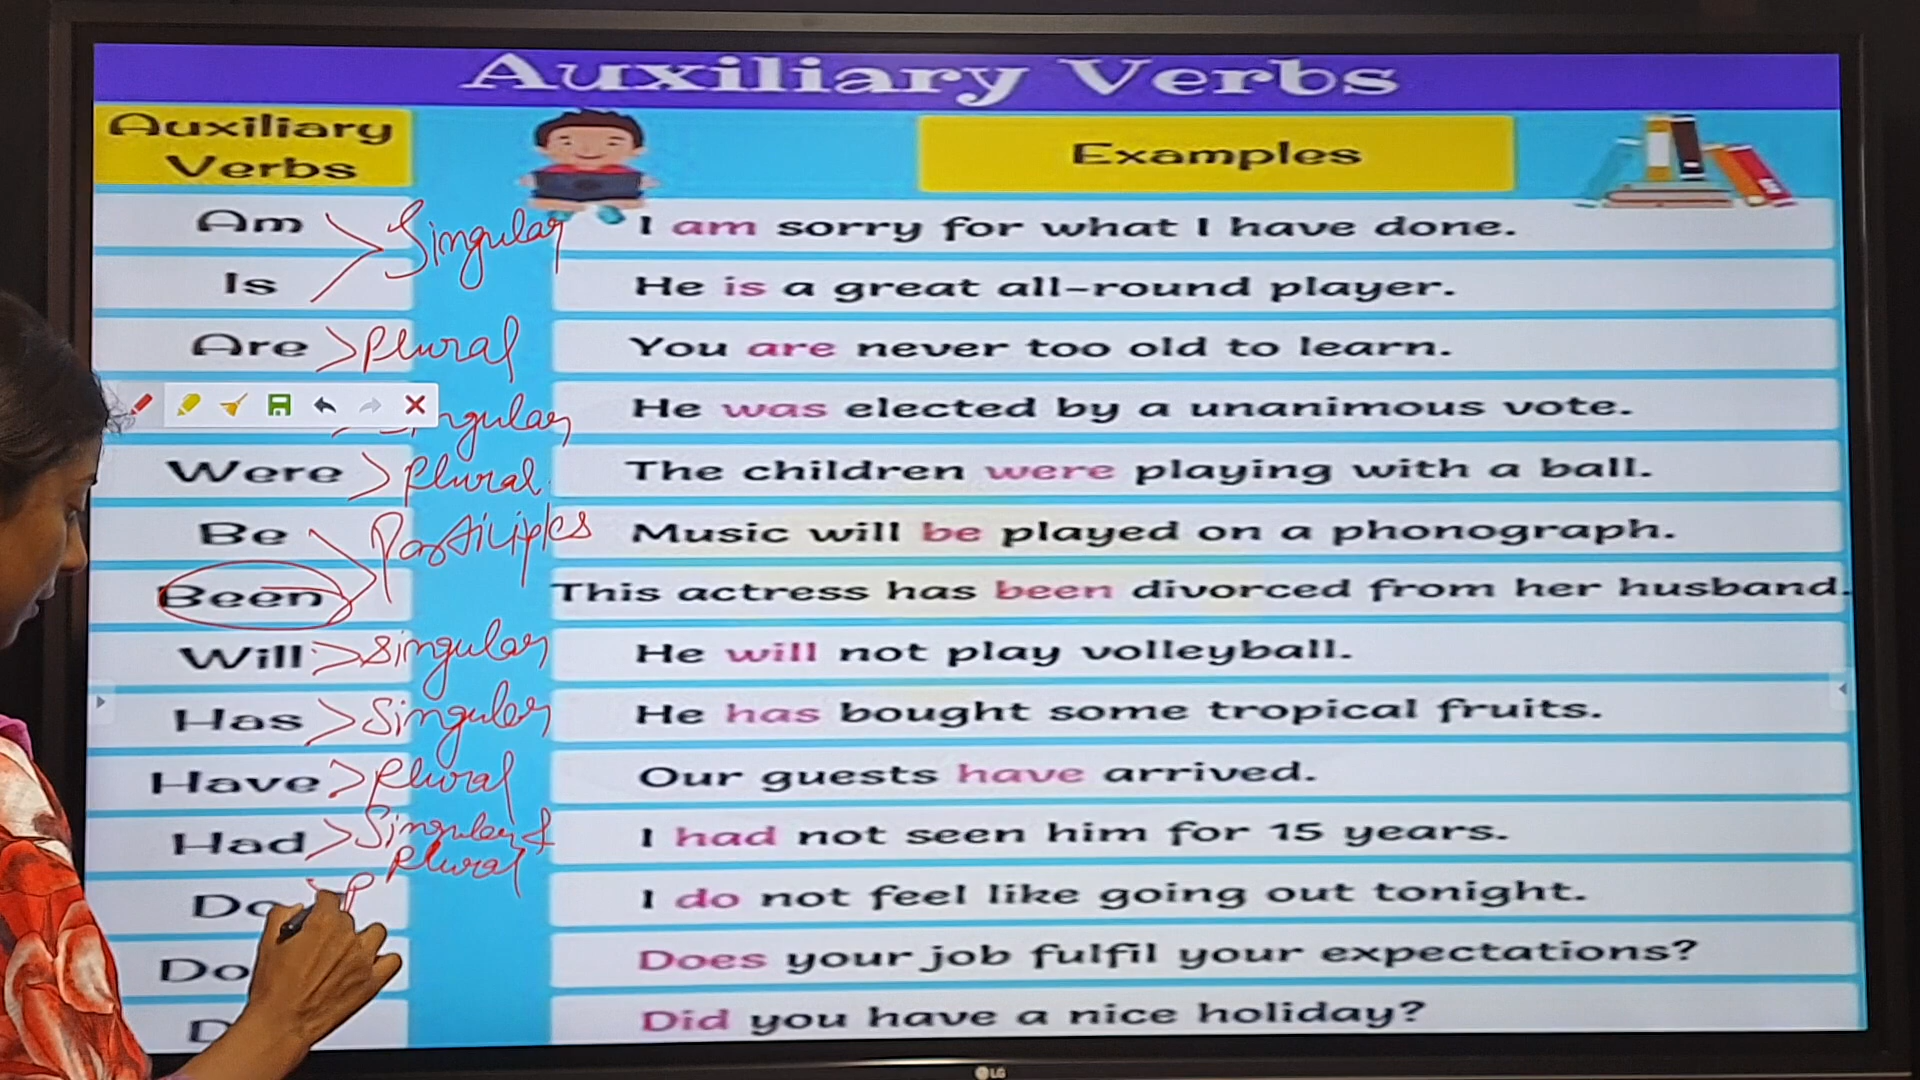 Auxiliary Verbs
Auxiliary
Verbs
Examples
Am
Singular
I am sorry for what I have done.
Is
He is a great all-round player.
Are
plural
You are never too old to learn.
He was elected by a unanimous vote.
Were
plural
The children were playing with a ball.
Be
Participles
Music will be played on a phonograph.
Been
This actress has been divorced from her husband.
Will
singular
He will not play volleyball.
Has
Singular
He has bought some tropical fruits.
Have
plural
Our guests have arrived.
Had
Singular &
plural
I had not seen him for 15 years.
Do
P
I do not feel like going out tonight.
Do
Does your job fulfil your expectations?
D
Did you have a nice holiday?
LG